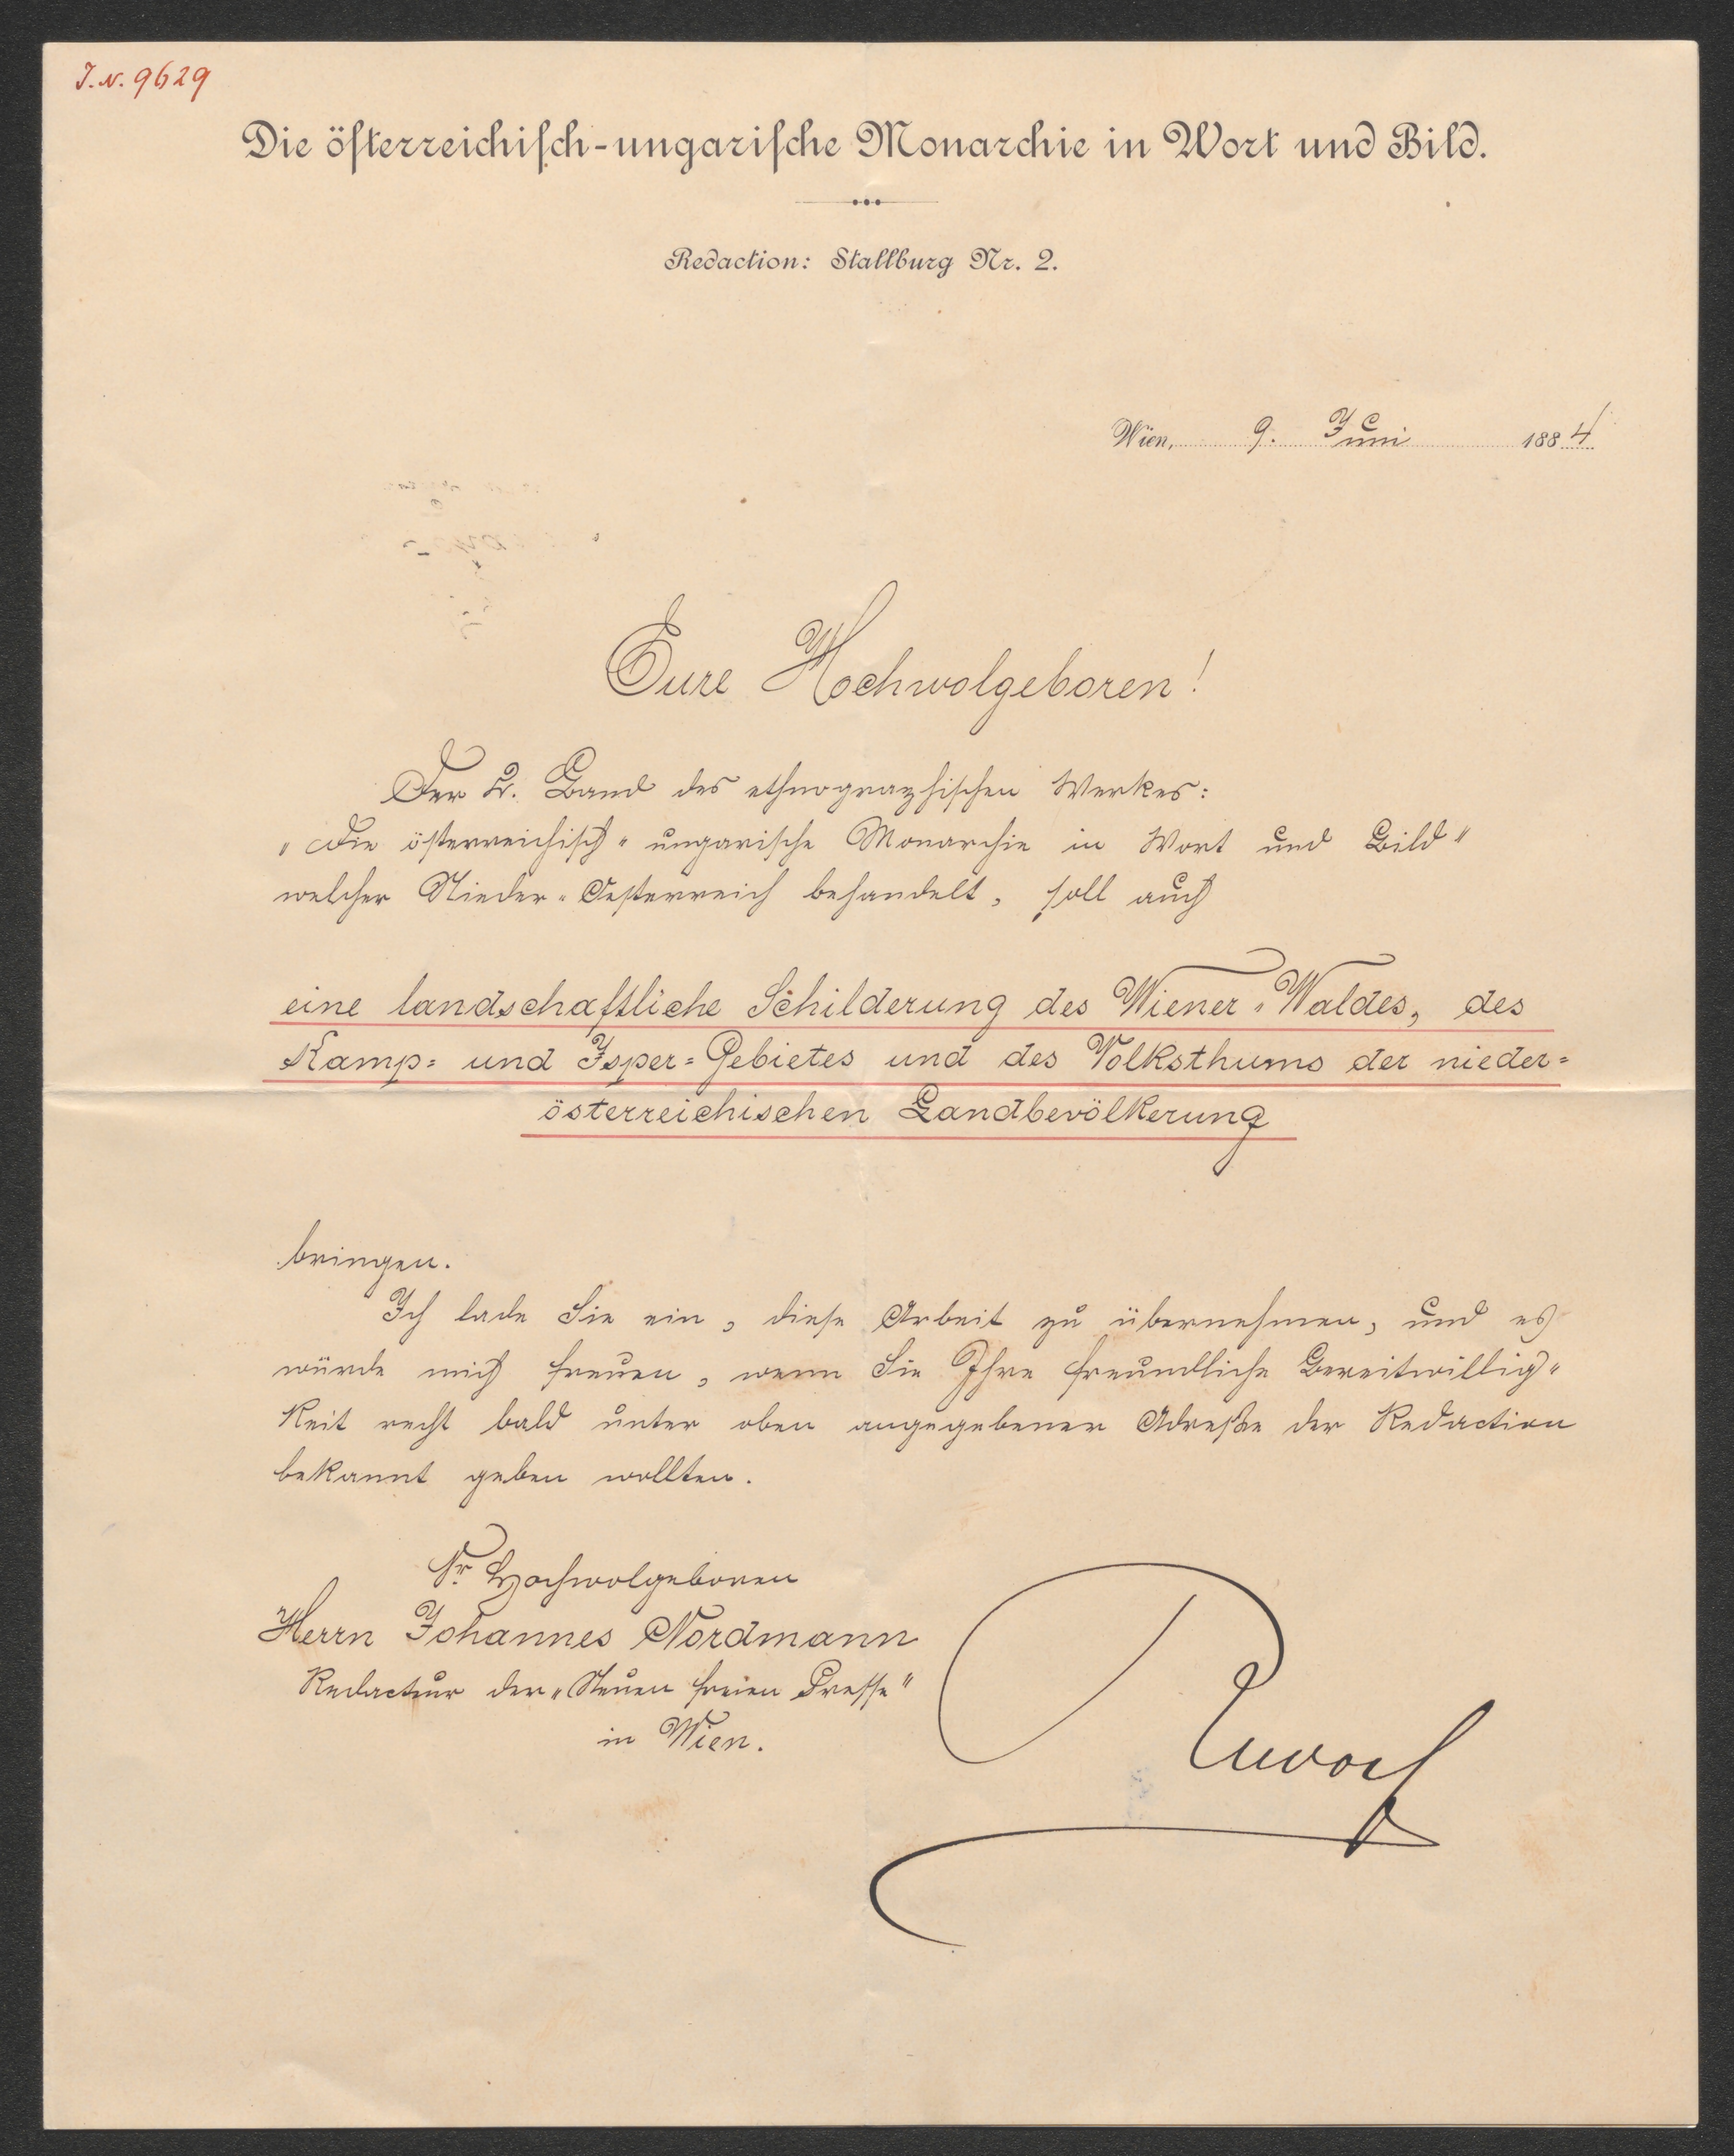 J.N. 9629
Die österreichisch-ungarische Monarchie in Wort und Bild.
Redaction: Stallburg Nr. 2.
Wien, 9. Juni 1884
Eure Hochwolgeboren!
Der 2. Band des ethnographischen Werkes:
„Die österreichisch-ungarische Monarchie in Wort und Bild"
welcher Nieder-Oesterreich behandelt, soll auch
eine landschaftliche Schilderung des Wiener-Waldes, des
Kamp- und Isper-Gebietes und des Volksthums der nieder-
österreichischen Landbevölkerung
bringen.
Ich lade Sie ein, diese Arbeit zu übernehmen, und es
würde mich freuen, wenn Sie Ihre freundliche Bereitwillig-
keit recht bald unter oben angegebener Adresse der Redaction
bekannt geben wollten.
Sr. Hochwolgeboren
Herrn Johannes Nordmann
Redacteur der „Neuen freien Presse"
in Wien.